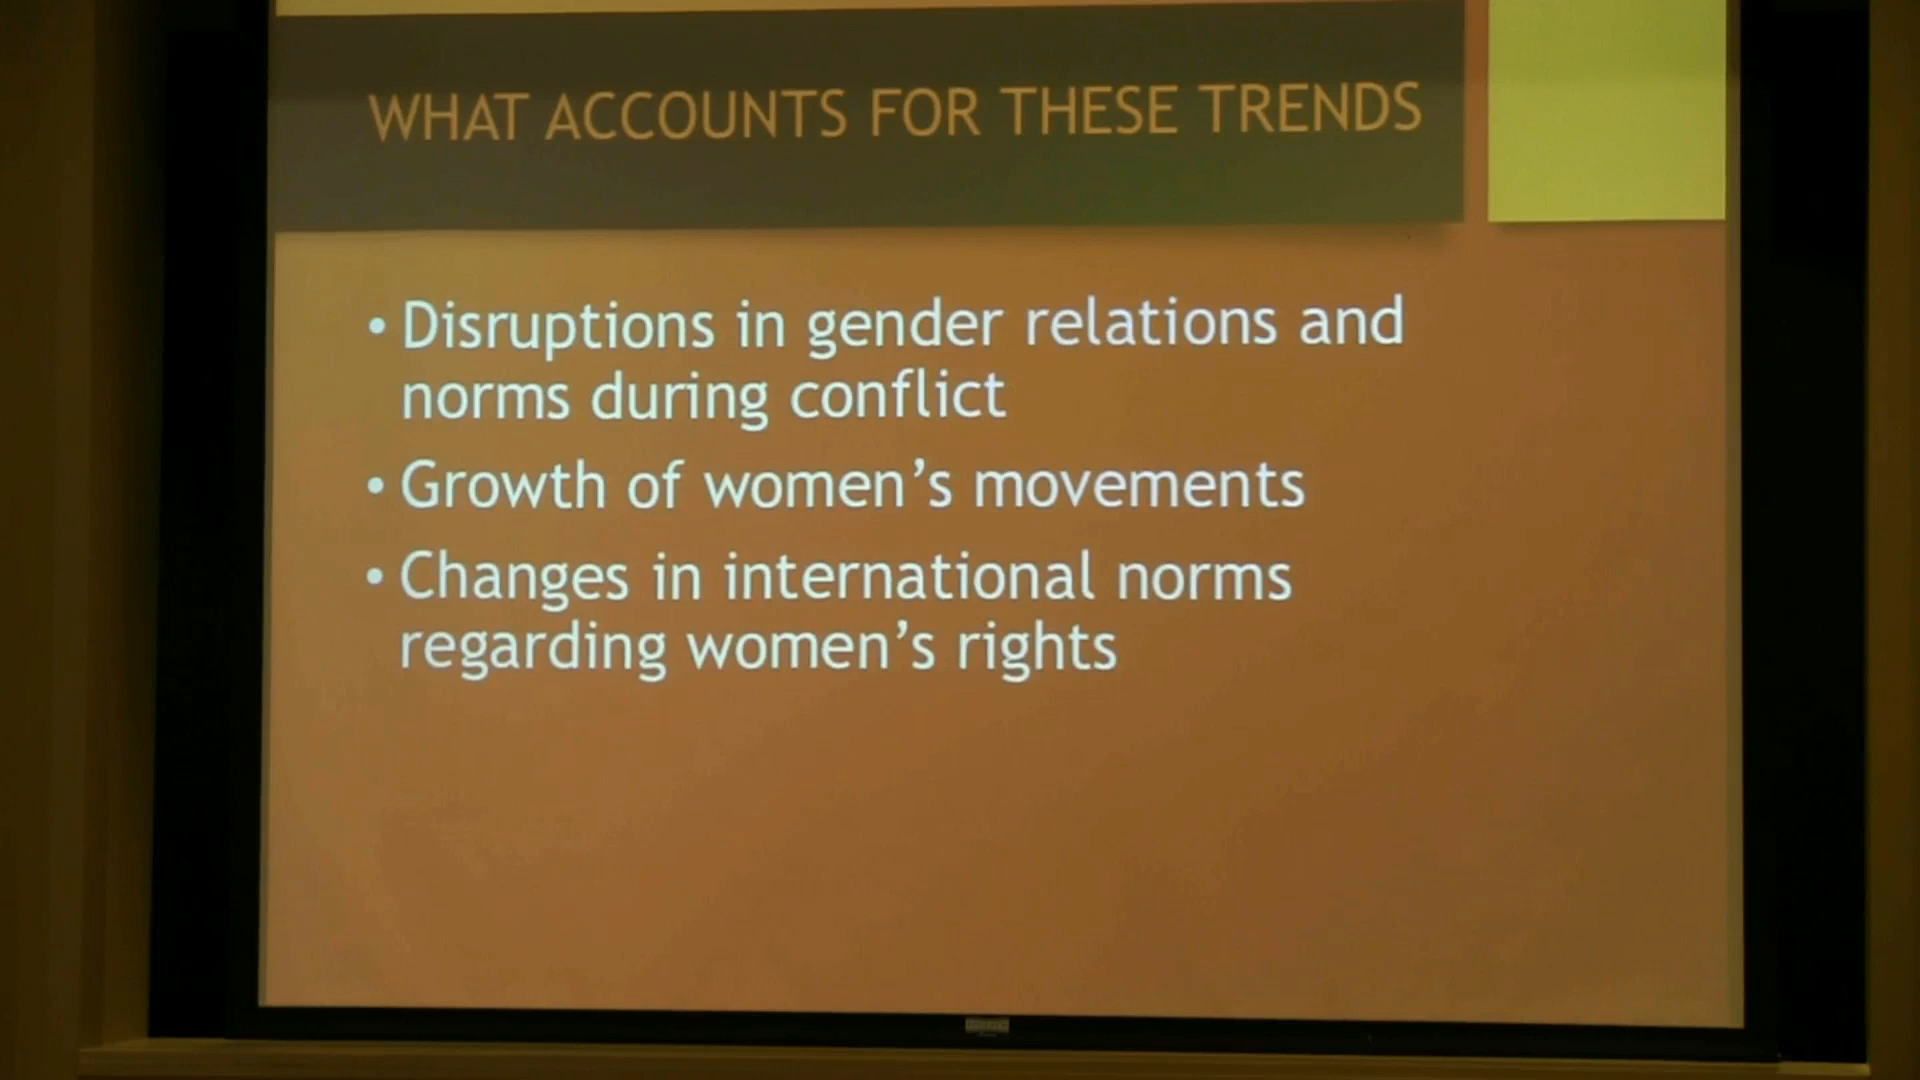 WHAT ACCOUNTS FOR THESE TRENDS
• Disruptions in gender relations and
norms during conflict
• Growth of women's movements
• Changes in international norms
regarding women's rights